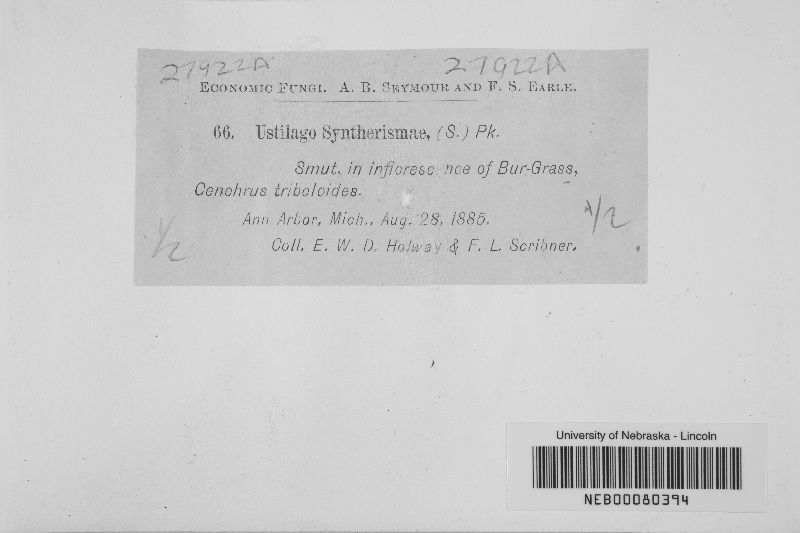 27922A 27922A
ECONOMIC FUNGI. A. B. SEYMOUR AND F. S. EARLE.
66. Ustilago Syntherismae, (S.) Pk.
Smut, in inflorescence of Bur-Grass,
Cenchrus triboloides.
Ann Arbor, Mich., Aug. 28, 1885.
Coll. E. W. D. Holway & F. L. Scribner.
1/2 1/2
University of Nebraska - Lincoln
NEB00080394